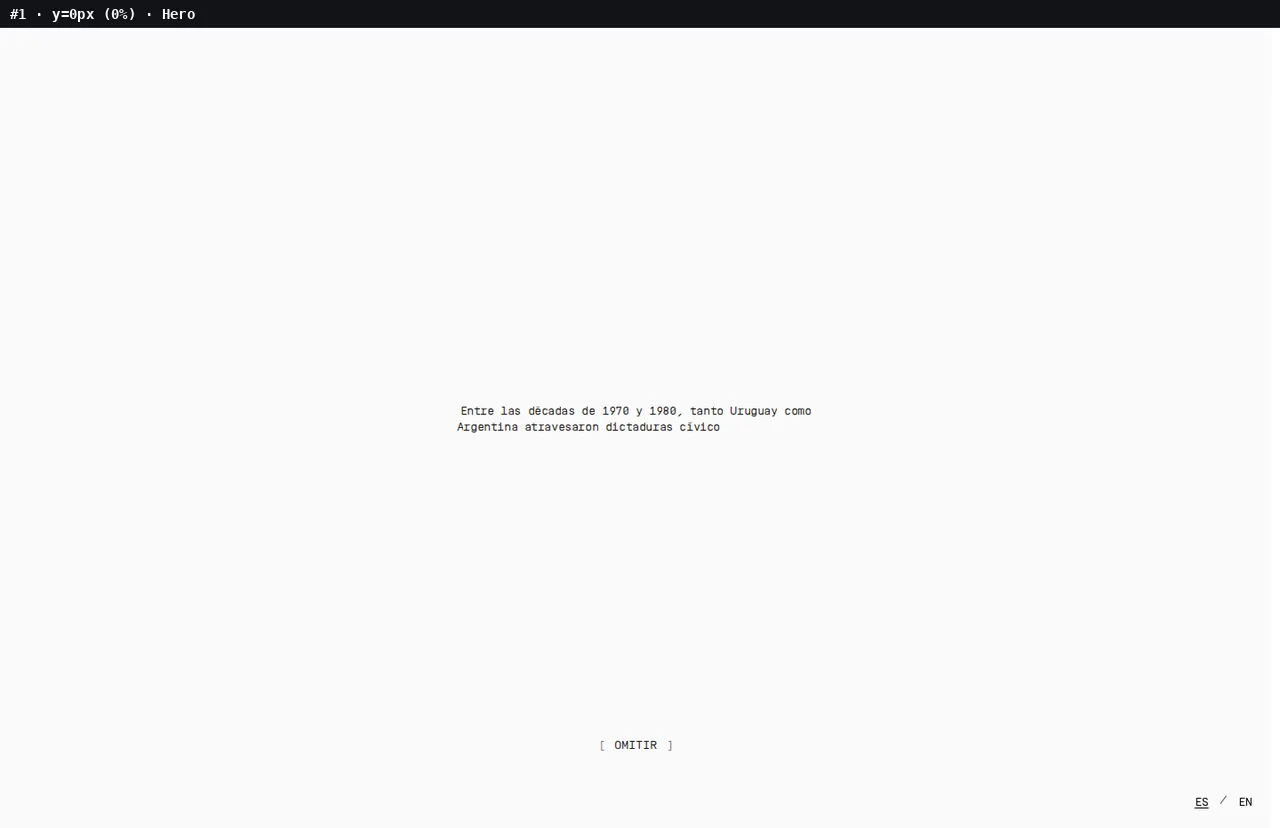 #1 · y=0px (0%) · Hero
Entre las décadas de 1970 y 1980, tanto Uruguay como
Argentina atravesaron dictaduras cívico
[ OMITIR ]
ES / EN